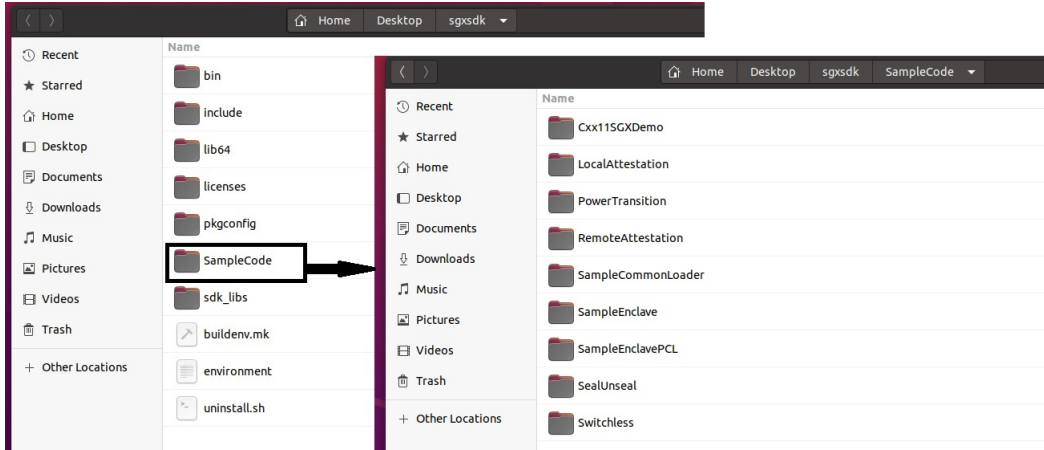 Home Desktop sgxsdk
Recent
Starred
Home
Desktop
Documents
Downloads
Music
Pictures
Videos
Trash
Other Locations
Name
bin
include
lib64
licenses
pkgconfig
SampleCode
sdk_libs
buildenv.mk
environment
uninstall.sh
Home Desktop sgxsdk SampleCode
Recent
Starred
Home
Desktop
Documents
Downloads
Music
Pictures
Videos
Trash
Other Locations
Name
Cxx11SGXDemo
LocalAttestation
PowerTransition
RemoteAttestation
SampleCommonLoader
SampleEnclave
SampleEnclavePCL
SealUnseal
Switchless